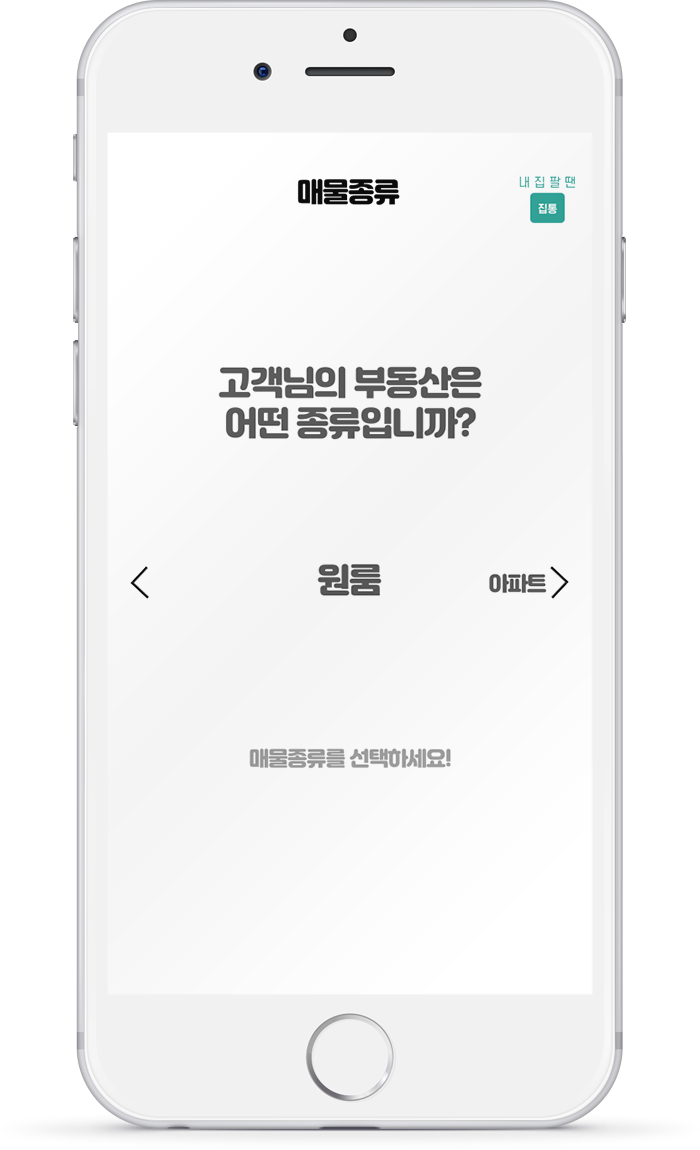 매물종류
내 집 팔 땐
집통
고객님의 부동산은
어떤 종류입니까?
원룸
아파트
매물종류를 선택하세요!